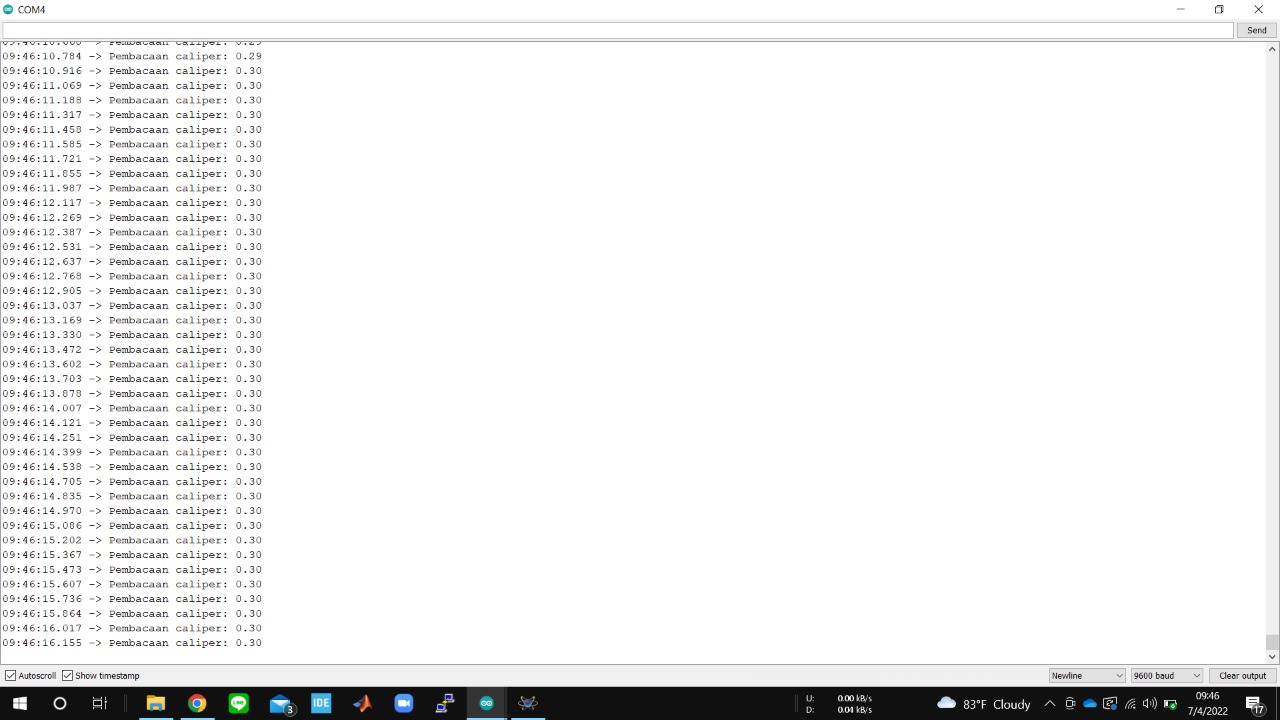 COM4
Send
09:46:10.784 -> Pembacaan caliper: 0.29
09:46:10.916 -> Pembacaan caliper: 0.30
09:46:11.069 -> Pembacaan caliper: 0.30
09:46:11.188 -> Pembacaan caliper: 0.30
09:46:11.317 -> Pembacaan caliper: 0.30
09:46:11.458 -> Pembacaan caliper: 0.30
09:46:11.585 -> Pembacaan caliper: 0.30
09:46:11.721 -> Pembacaan caliper: 0.30
09:46:11.855 -> Pembacaan caliper: 0.30
09:46:11.987 -> Pembacaan caliper: 0.30
09:46:12.117 -> Pembacaan caliper: 0.30
09:46:12.269 -> Pembacaan caliper: 0.30
09:46:12.387 -> Pembacaan caliper: 0.30
09:46:12.531 -> Pembacaan caliper: 0.30
09:46:12.637 -> Pembacaan caliper: 0.30
09:46:12.768 -> Pembacaan caliper: 0.30
09:46:12.905 -> Pembacaan caliper: 0.30
09:46:13.037 -> Pembacaan caliper: 0.30
09:46:13.169 -> Pembacaan caliper: 0.30
09:46:13.330 -> Pembacaan caliper: 0.30
09:46:13.472 -> Pembacaan caliper: 0.30
09:46:13.602 -> Pembacaan caliper: 0.30
09:46:13.703 -> Pembacaan caliper: 0.30
09:46:13.878 -> Pembacaan caliper: 0.30
09:46:14.007 -> Pembacaan caliper: 0.30
09:46:14.121 -> Pembacaan caliper: 0.30
09:46:14.251 -> Pembacaan caliper: 0.30
09:46:14.399 -> Pembacaan caliper: 0.30
09:46:14.538 -> Pembacaan caliper: 0.30
09:46:14.705 -> Pembacaan caliper: 0.30
09:46:14.835 -> Pembacaan caliper: 0.30
09:46:14.970 -> Pembacaan caliper: 0.30
09:46:15.086 -> Pembacaan caliper: 0.30
09:46:15.202 -> Pembacaan caliper: 0.30
09:46:15.367 -> Pembacaan caliper: 0.30
09:46:15.473 -> Pembacaan caliper: 0.30
09:46:15.607 -> Pembacaan caliper: 0.30
09:46:15.736 -> Pembacaan caliper: 0.30
09:46:15.864 -> Pembacaan caliper: 0.30
09:46:16.017 -> Pembacaan caliper: 0.30
09:46:16.155 -> Pembacaan caliper: 0.30
Autoscroll Show timestamp Newline 9600 baud Clear output
3
IDE
LINE
U: 0.00 kB/s
D: 0.04 kB/s
83°F Cloudy
09:46
7/4/2022
17